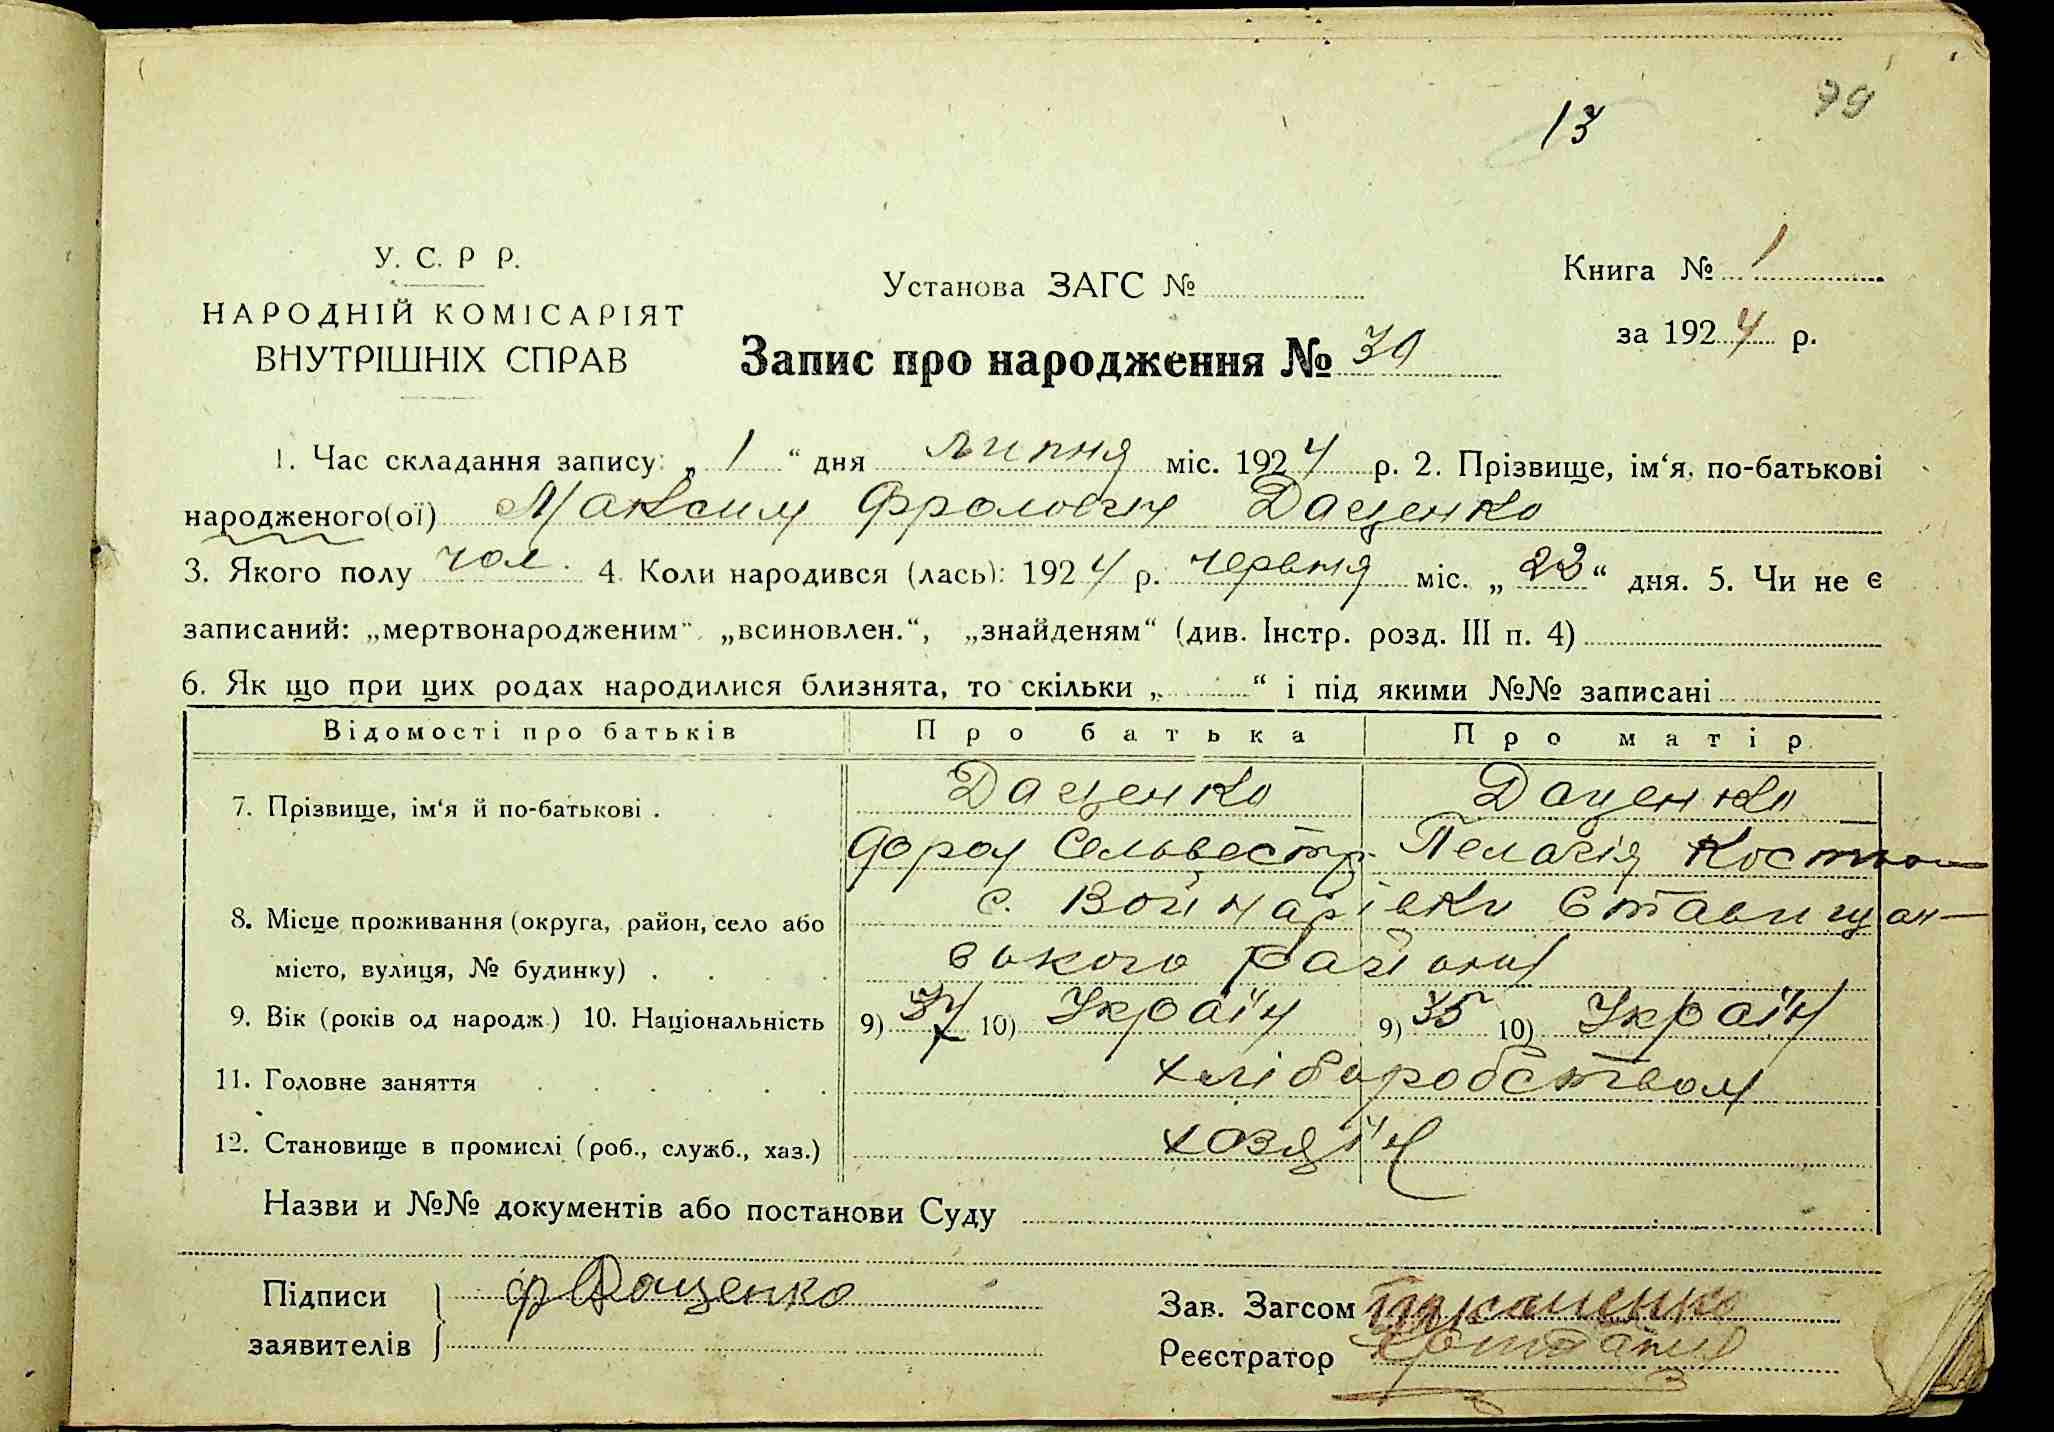 13
79
У. С. Р Р.
НАРОДНІЙ КОМІСАРІЯТ
ВНУТРІШНІХ СПРАВ
Установа ЗАГС №
Запис про народження № 39
Книга № 1
за 1924 р.
1. Час складання запису: „ 1 “ дня липня міс. 1924 р. 2. Прізвище, ім‘я, по-батькові
народженого(ої) Максим Фролович Даценко
3. Якого полу чол. 4. Коли народився (лась): 1924 р. червня міс. „ 23 “ дня. 5. Чи не є
записаний: „мертвонародженим“ „всиновлен.“, „знайденям“ (див. Інстр. розд. III п. 4)
6. Як що при цих родах народилися близнята, то скільки „ “ і під якими №№ записані
Відомості про батьків Про батька Про матір
7. Прізвище, ім‘я й по-батькові . Даценко Даценко
Фрол Сельвестр. Пелагія Костян
8. Місце проживання (округа, район, село або с. Войнарівки Ставищан-
місто, вулиця, № будинку) . ського району
9. Вік (років од народж.) 10. Національність 9) 37 10) Україн 9) 35 10) Україн
11. Головне заняття хліборобством
12. Становище в промислі (роб., служб., хаз.) хозяїн
Назви и №№ документів або постанови Суду
Підписи ф Даценко
заявителів
Зав. Загсом
Реєстратор